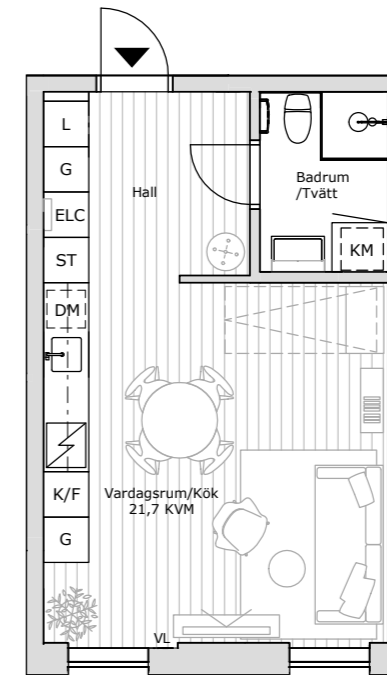 L
G
ELC
ST
DM
K/F
G
Hall
Badrum
/Tvätt
KM
Vardagsrum/Kök
21,7 KVM
VL